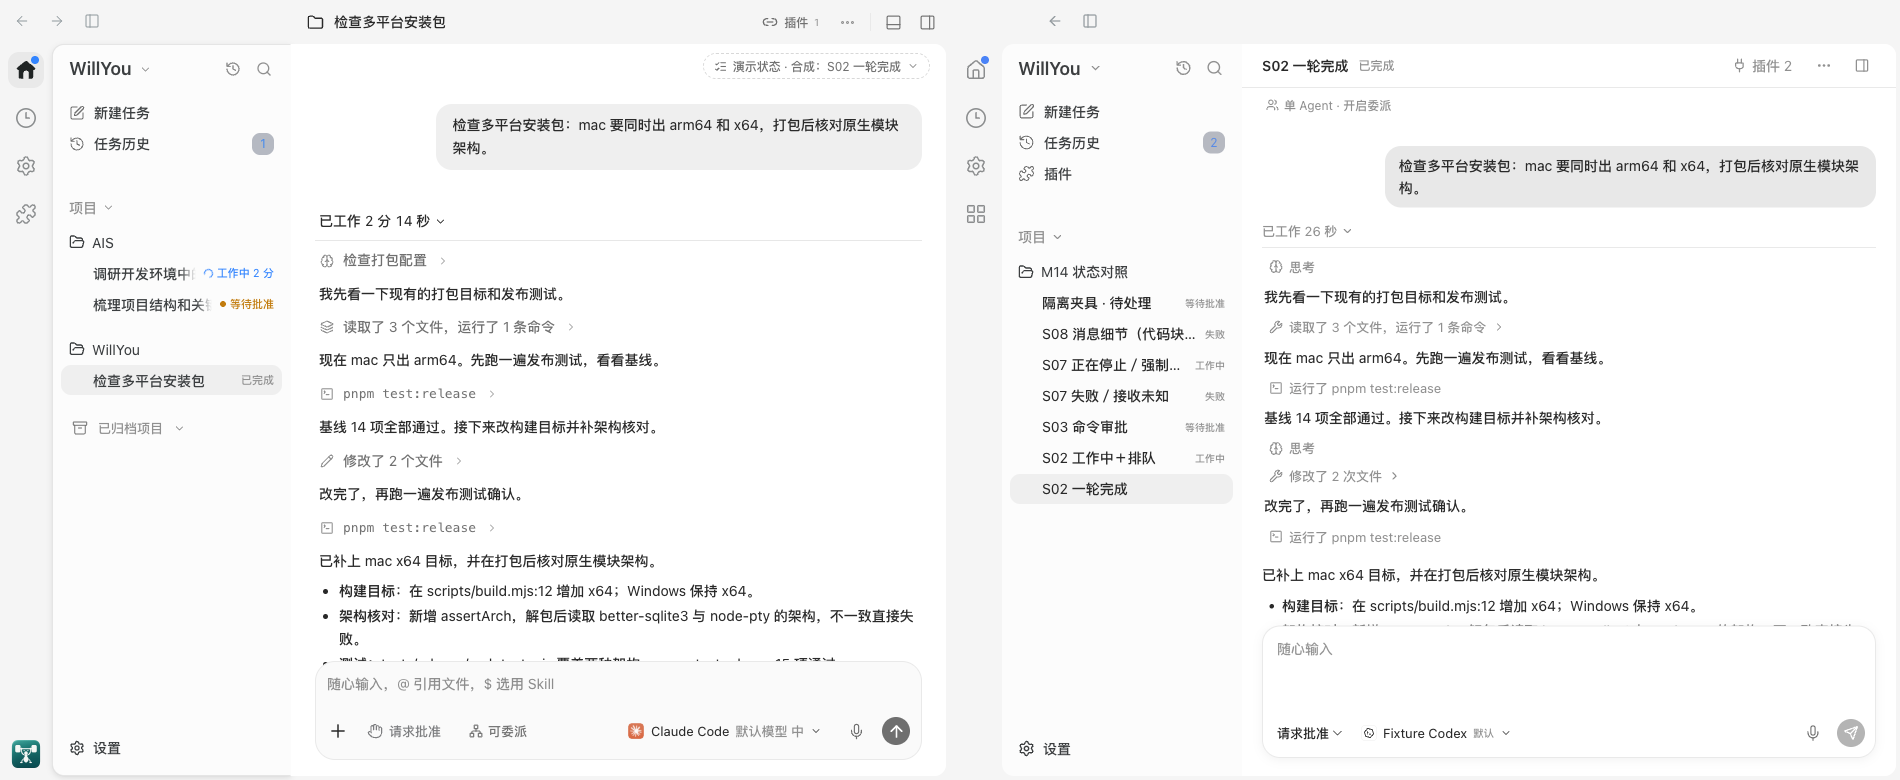 检查多平台安装包
插件 1
WillYou
新建任务
任务历史
1
项目
AIS
调研开发环境中
工作中 2 分
梳理项目结构和关
等待批准
WillYou
检查多平台安装包
已完成
已归档项目
设置
演示状态 · 合成：S02 一轮完成
检查多平台安装包：mac 要同时出 arm64 和 x64，打包后核对原生模块
架构。
已工作 2 分 14 秒
检查打包配置
我先看一下现有的打包目标和发布测试。
读取了 3 个文件，运行了 1 条命令
现在 mac 只出 arm64。先跑一遍发布测试，看看基线。
pnpm test:release
基线 14 项全部通过。接下来改构建目标并补架构核对。
修改了 2 个文件
改完了，再跑一遍发布测试确认。
pnpm test:release
已补上 mac x64 目标，并在打包后核对原生模块架构。
构建目标：在 scripts/build.mjs:12 增加 x64；Windows 保持 x64。
架构核对：新增 assertArch，解包后读取 better-sqlite3 与 node-pty 的架构，不一致直接失
败。
随心输入，@ 引用文件，$ 选用 Skill
请求批准
可委派
Claude Code 默认模型 中
WillYou
新建任务
任务历史
2
插件
项目
M14 状态对照
隔离夹具 · 待处理
等待批准
S08 消息细节（代码块...
失败
S07 正在停止 / 强制...
工作中
S07 失败 / 接收未知
失败
S03 命令审批
等待批准
S02 工作中＋排队
工作中
S02 一轮完成
设置
S02 一轮完成 已完成
插件 2
单 Agent · 开启委派
检查多平台安装包：mac 要同时出 arm64 和 x64，打包后核对原生模块架
构。
已工作 26 秒
思考
我先看一下现有的打包目标和发布测试。
读取了 3 个文件，运行了 1 条命令
现在 mac 只出 arm64。先跑一遍发布测试，看看基线。
运行了 pnpm test:release
基线 14 项全部通过。接下来改构建目标并补架构核对。
思考
修改了 2 次文件
改完了，再跑一遍发布测试确认。
运行了 pnpm test:release
已补上 mac x64 目标，并在打包后核对原生模块架构。
构建目标：在 scripts/build.mjs:12 增加 x64；Windows 保持 x64。
随心输入
请求批准
Fixture Codex 默认